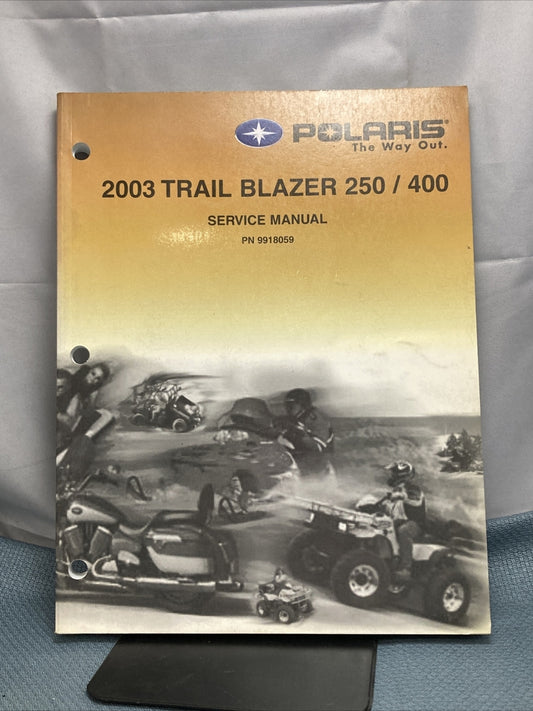 POLARIS®
The Way Out.
2003 TRAIL BLAZER 250 / 400
SERVICE MANUAL
PN 9918059